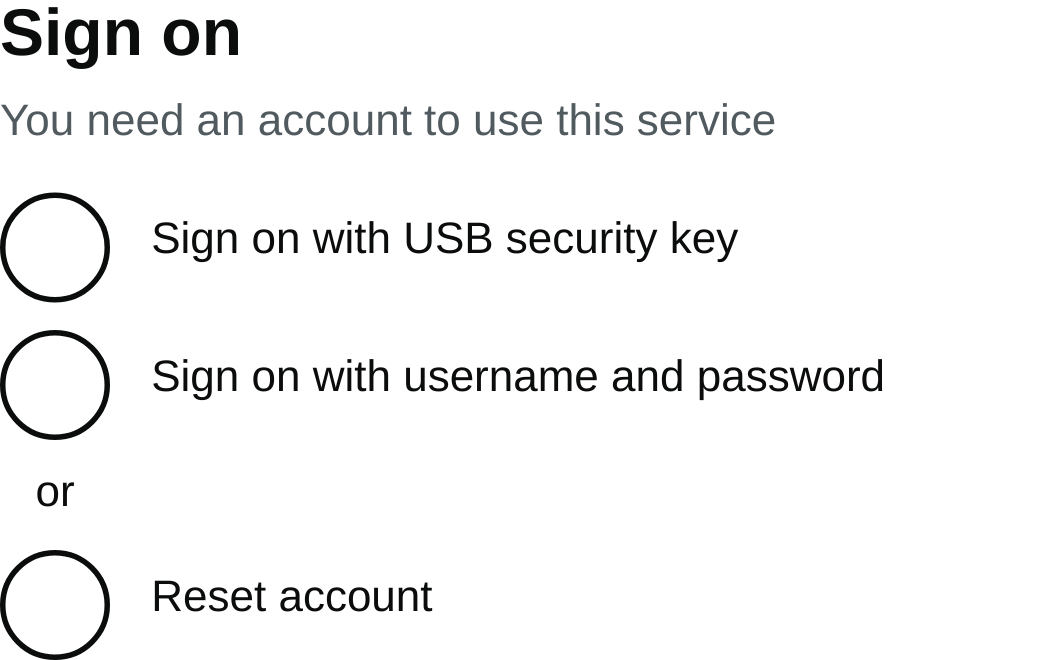 Sign on
You need an account to use this service
Sign on with USB security key
Sign on with username and password
or
Reset account